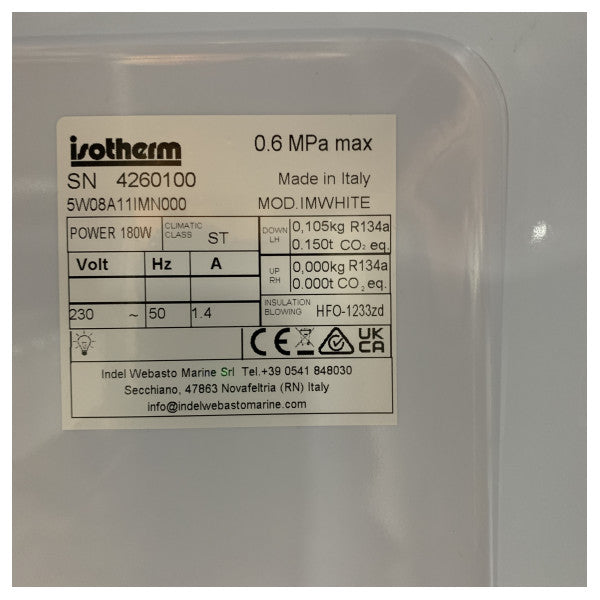 isotherm
0.6 MPa max
SN 4260100
Made in Italy
5W08A11IMN000
MOD.IMWHITE
POWER 180W
CLIMATIC CLASS ST
DOWN LH
0,105kg R134a
0.150t CO₂ eq.
Volt Hz A
UP RH
0,000kg R134a
0.000t CO₂ eq.
230 ~ 50 1.4
INSULATION BLOWING HFO-1233zd
CE UK CA
Indel Webasto Marine Srl Tel.+39 0541 848030
Secchiano, 47863 Novafeltria (RN) Italy
info@indelwebastomarine.com